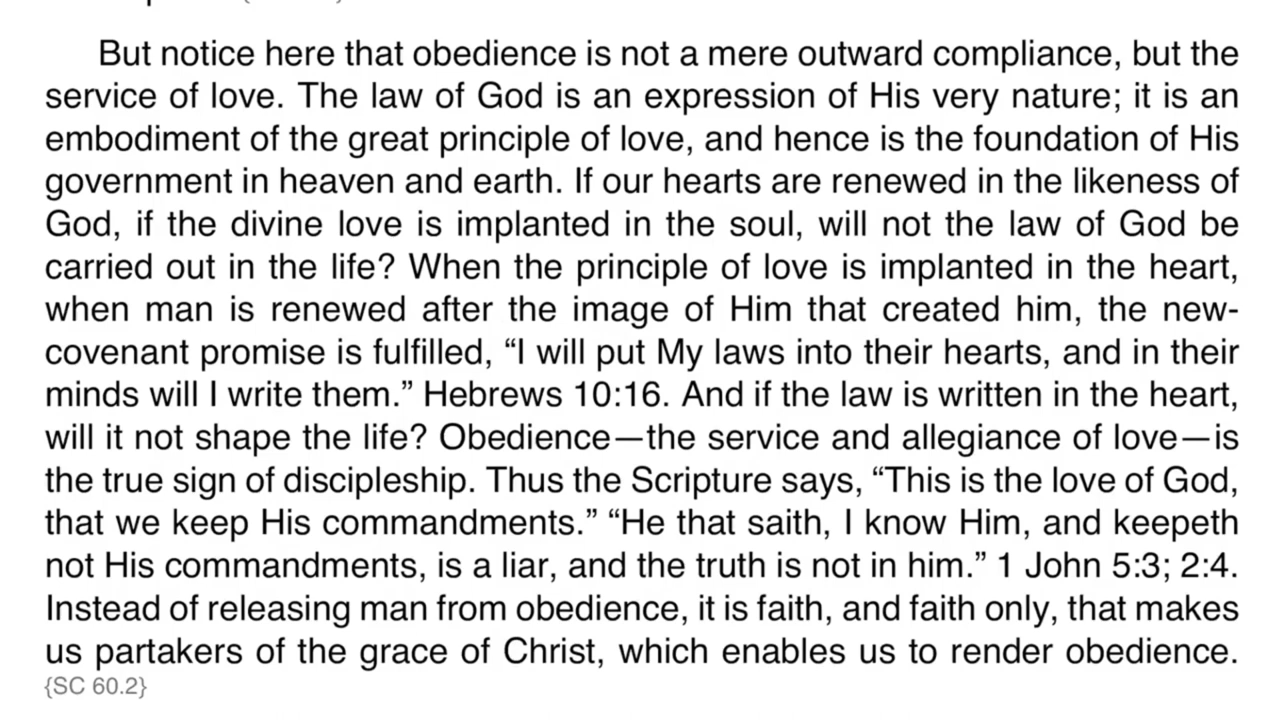 But notice here that obedience is not a mere outward compliance, but the
service of love. The law of God is an expression of His very nature; it is an
embodiment of the great principle of love, and hence is the foundation of His
government in heaven and earth. If our hearts are renewed in the likeness of
God, if the divine love is implanted in the soul, will not the law of God be
carried out in the life? When the principle of love is implanted in the heart,
when man is renewed after the image of Him that created him, the new-
covenant promise is fulfilled, “I will put My laws into their hearts, and in their
minds will I write them.” Hebrews 10:16. And if the law is written in the heart,
will it not shape the life? Obedience—the service and allegiance of love—is
the true sign of discipleship. Thus the Scripture says, “This is the love of God,
that we keep His commandments.” “He that saith, I know Him, and keepeth
not His commandments, is a liar, and the truth is not in him.” 1 John 5:3; 2:4.
Instead of releasing man from obedience, it is faith, and faith only, that makes
us partakers of the grace of Christ, which enables us to render obedience.
{SC 60.2}